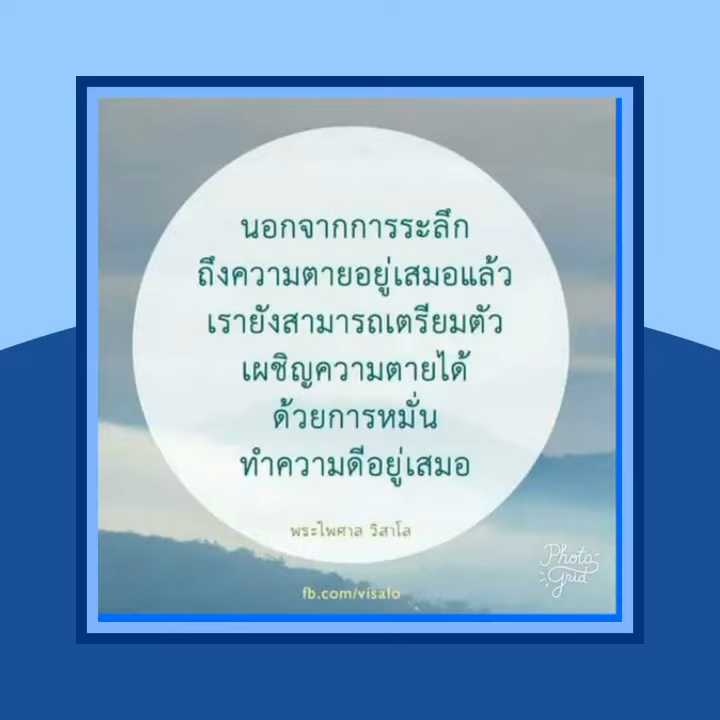 นอกจากการระลึก
ถึงความตายอยู่เสมอแล้ว
เรายังสามารถเตรียมตัว
เผชิญความตายได้
ด้วยการหมั่น
ทำความดีอยู่เสมอ
พระไพศาล วิสาโล
fb.com/visalo
Photo
Grid